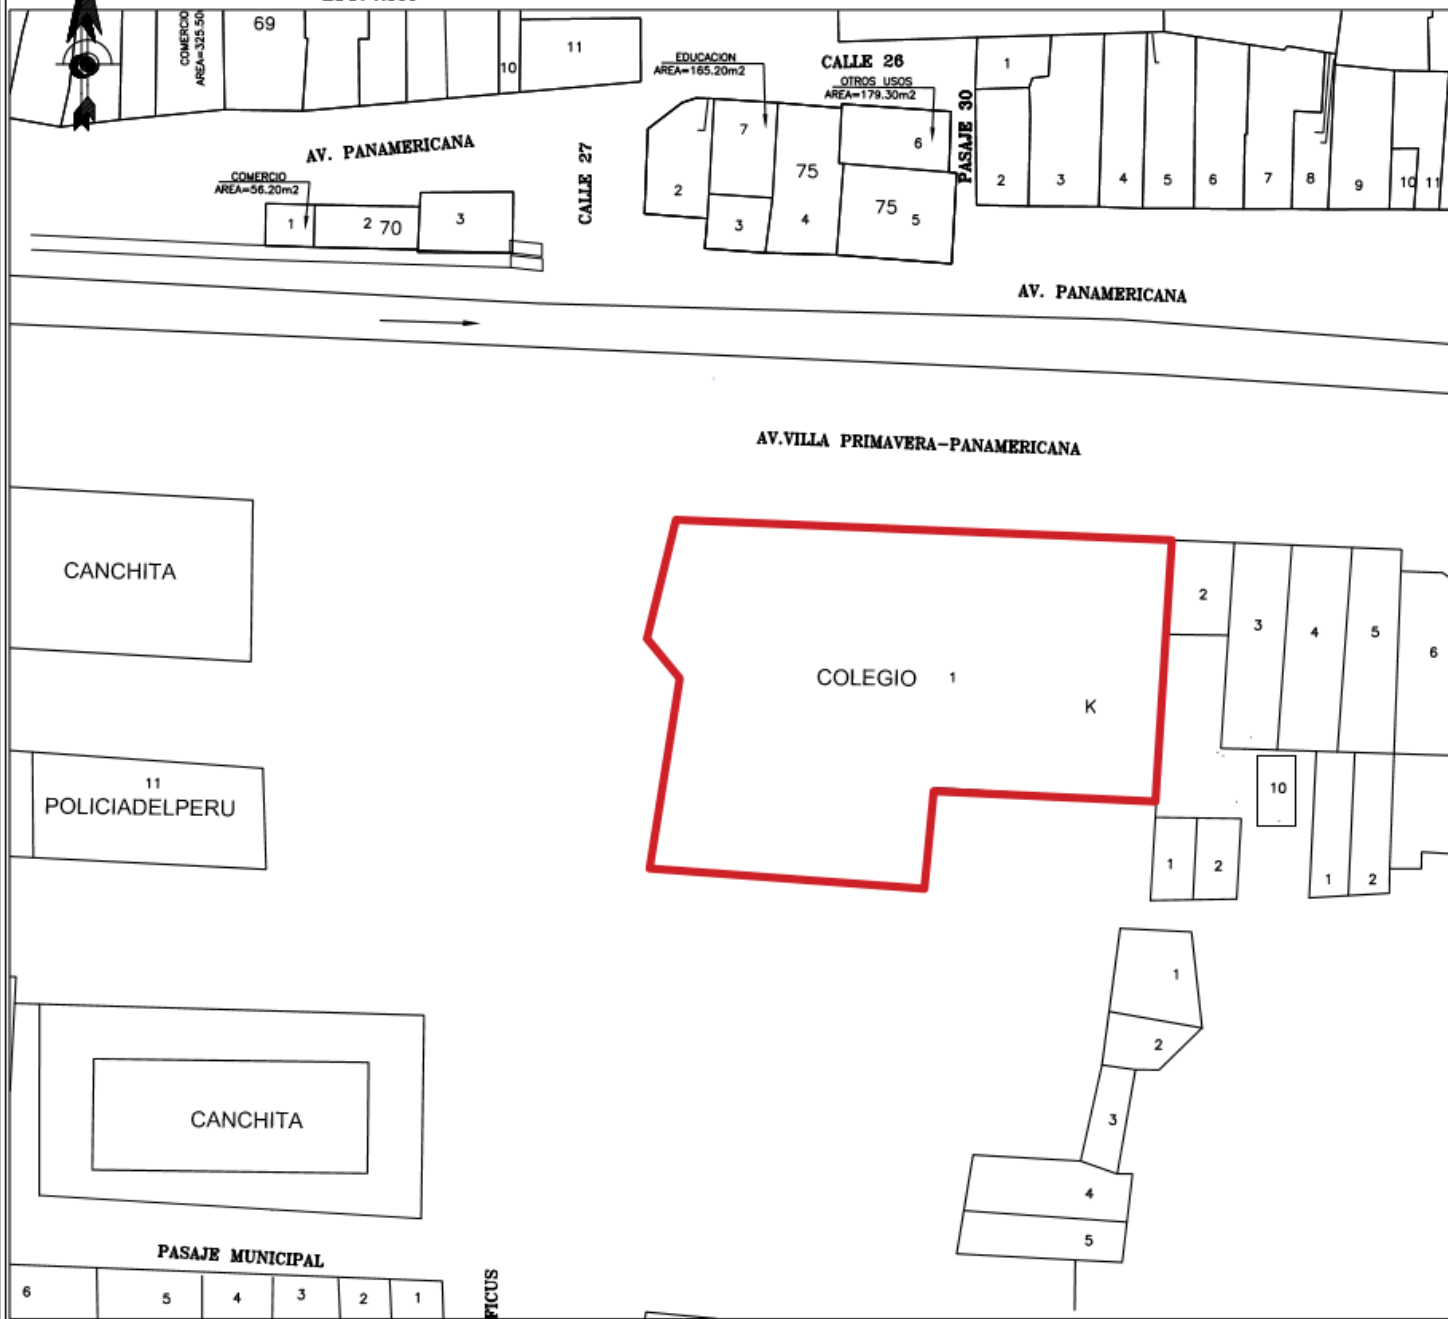 COMERCIO
AREA=325.50
69
10
11
EDUCACION
AREA=165.20m2
CALLE 26
OTROS USOS
AREA=179.30m2
PASAJE 30
1
2
3
4
5
6
7
8
9
10
11
AV. PANAMERICANA
CALLE 27
COMERCIO
AREA=56.20m2
1
2
70
3
7
2
3
75
4
6
75
5
AV. PANAMERICANA
AV.VILLA PRIMAVERA-PANAMERICANA
CANCHITA
COLEGIO 1
K
2
3
4
5
6
11
POLICIADELPERU
10
1
2
1
2
1
2
3
4
5
CANCHITA
PASAJE MUNICIPAL
6
5
4
3
2
1
FICUS